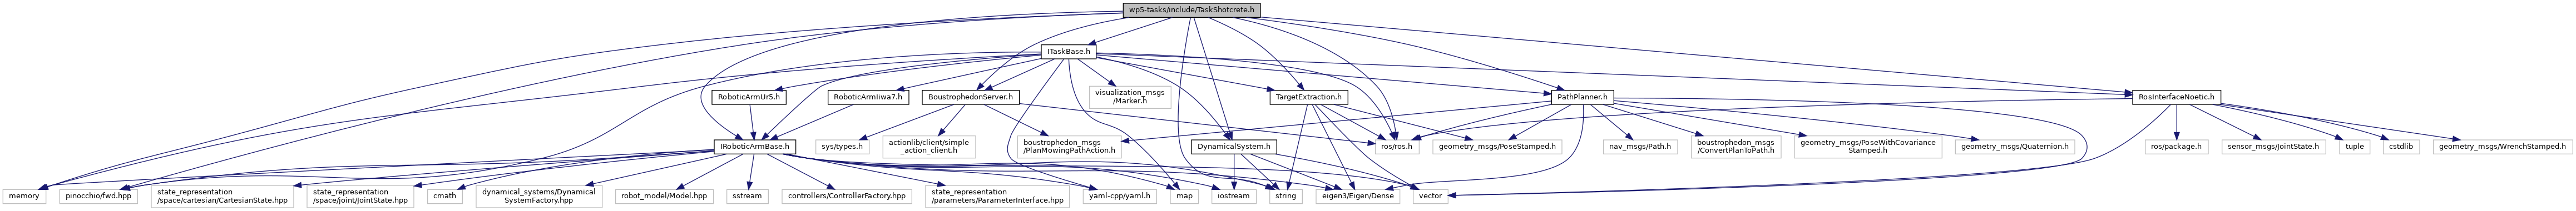 wp5-tasks/include/TaskShotcrete.h
ITaskBase.h
RoboticArmUr5.h
RoboticArmIiwa7.h
BoustrophedonServer.h
visualization_msgs
/Marker.h
TargetExtraction.h
PathPlanner.h
RosInterfaceNoetic.h
IRoboticArmBase.h
sys/types.h
actionlib/client/simple
_action_client.h
boustrophedon_msgs
/PlanMowingPathAction.h
DynamicalSystem.h
ros/ros.h
geometry_msgs/PoseStamped.h
nav_msgs/Path.h
boustrophedon_msgs
/ConvertPlanToPath.h
geometry_msgs/PoseWithCovariance
Stamped.h
geometry_msgs/Quaternion.h
ros/package.h
sensor_msgs/JointState.h
tuple
cstdlib
geometry_msgs/WrenchStamped.h
memory
pinocchio/fwd.hpp
state_representation
/space/cartesian/CartesianState.hpp
state_representation
/space/joint/JointState.hpp
cmath
dynamical_systems/Dynamical
SystemFactory.hpp
robot_model/Model.hpp
sstream
controllers/ControllerFactory.hpp
state_representation
/parameters/ParameterInterface.hpp
yaml-cpp/yaml.h
map
iostream
string
eigen3/Eigen/Dense
vector